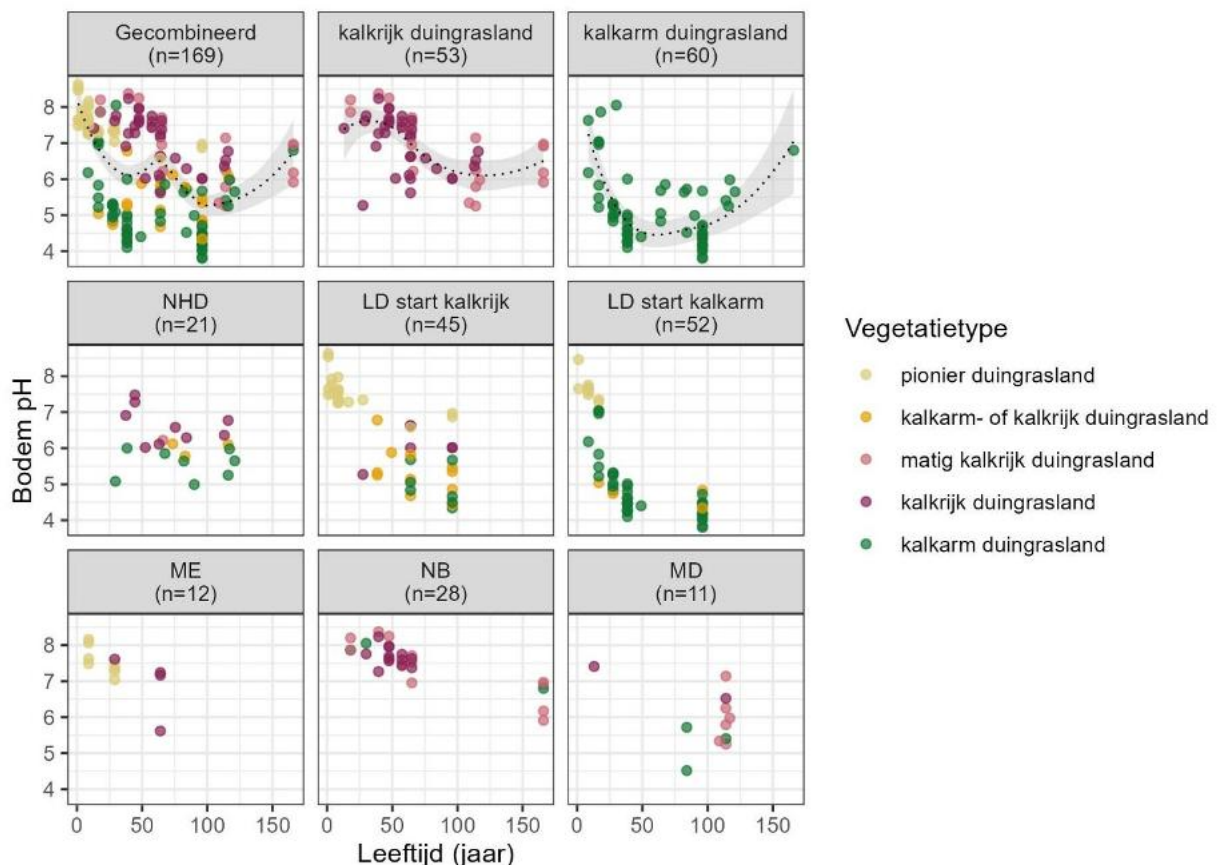 Gecombineerd
(n=169)
kalkrijk duingrasland
(n=53)
kalkarm duingrasland
(n=60)
8
7
6
5
4
NHD
(n=21)
LD start kalkrijk
(n=45)
LD start kalkarm
(n=52)
Bodem pH
8
7
6
5
4
ME
(n=12)
NB
(n=28)
MD
(n=11)
8
7
6
5
4
0 50 100 150
0 50 100 150
0 50 100 150
Leeftijd (jaar)
Vegetatietype
pionier duingrasland
kalkarm- of kalkrijk duingrasland
matig kalkrijk duingrasland
kalkrijk duingrasland
kalkarm duingrasland